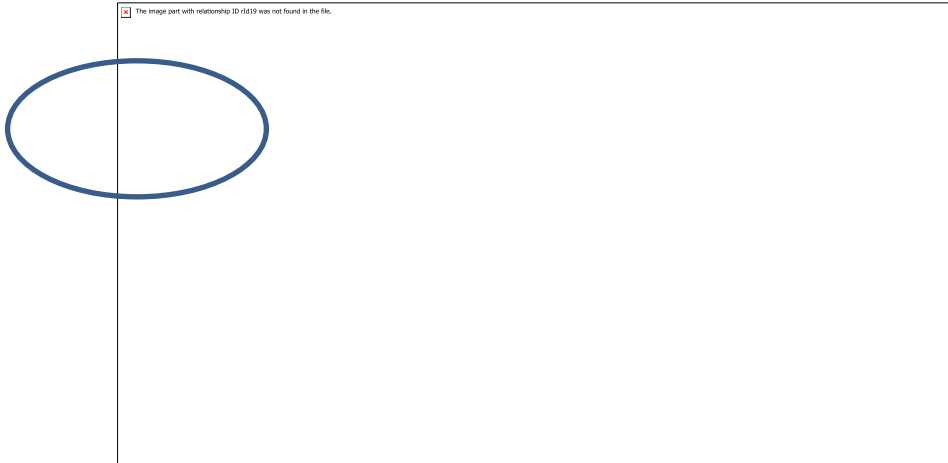 The image part with relationship ID rId19 was not found in the file.